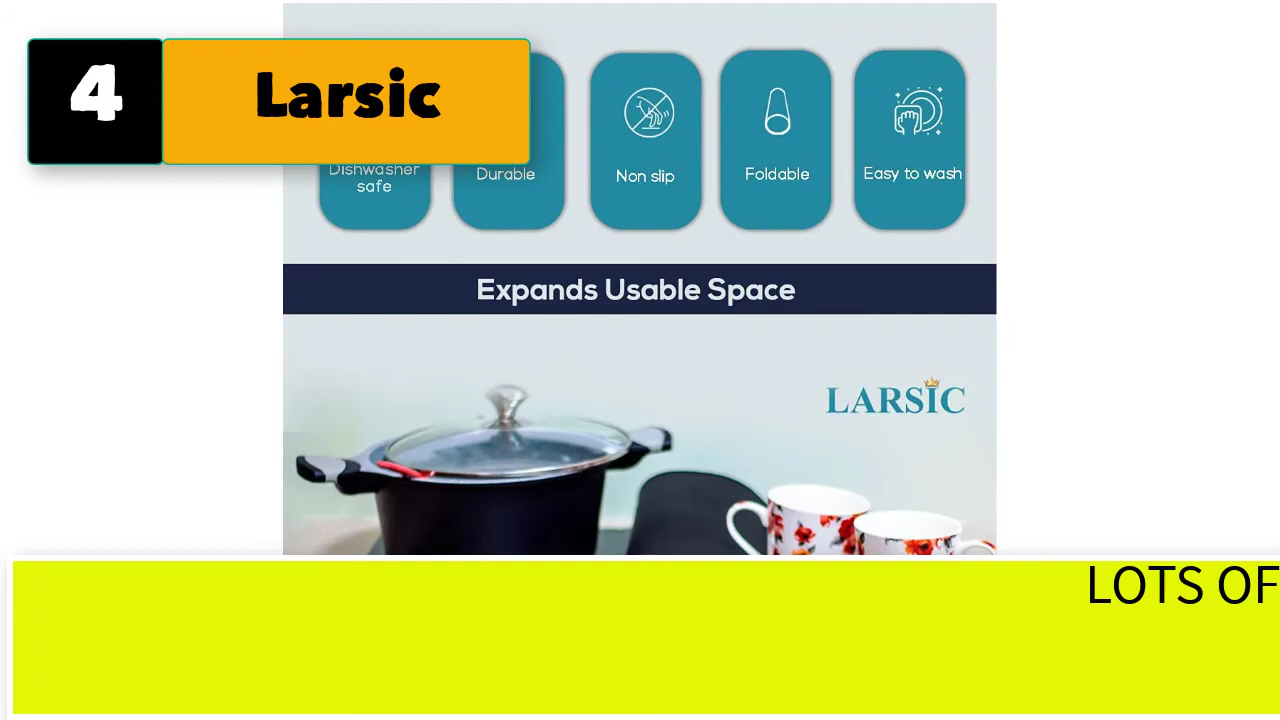 4
Larsic
Dishwasher
safe
Durable
Non slip
Foldable
Easy to wash
Expands Usable Space
LARSIC
LOTS OF